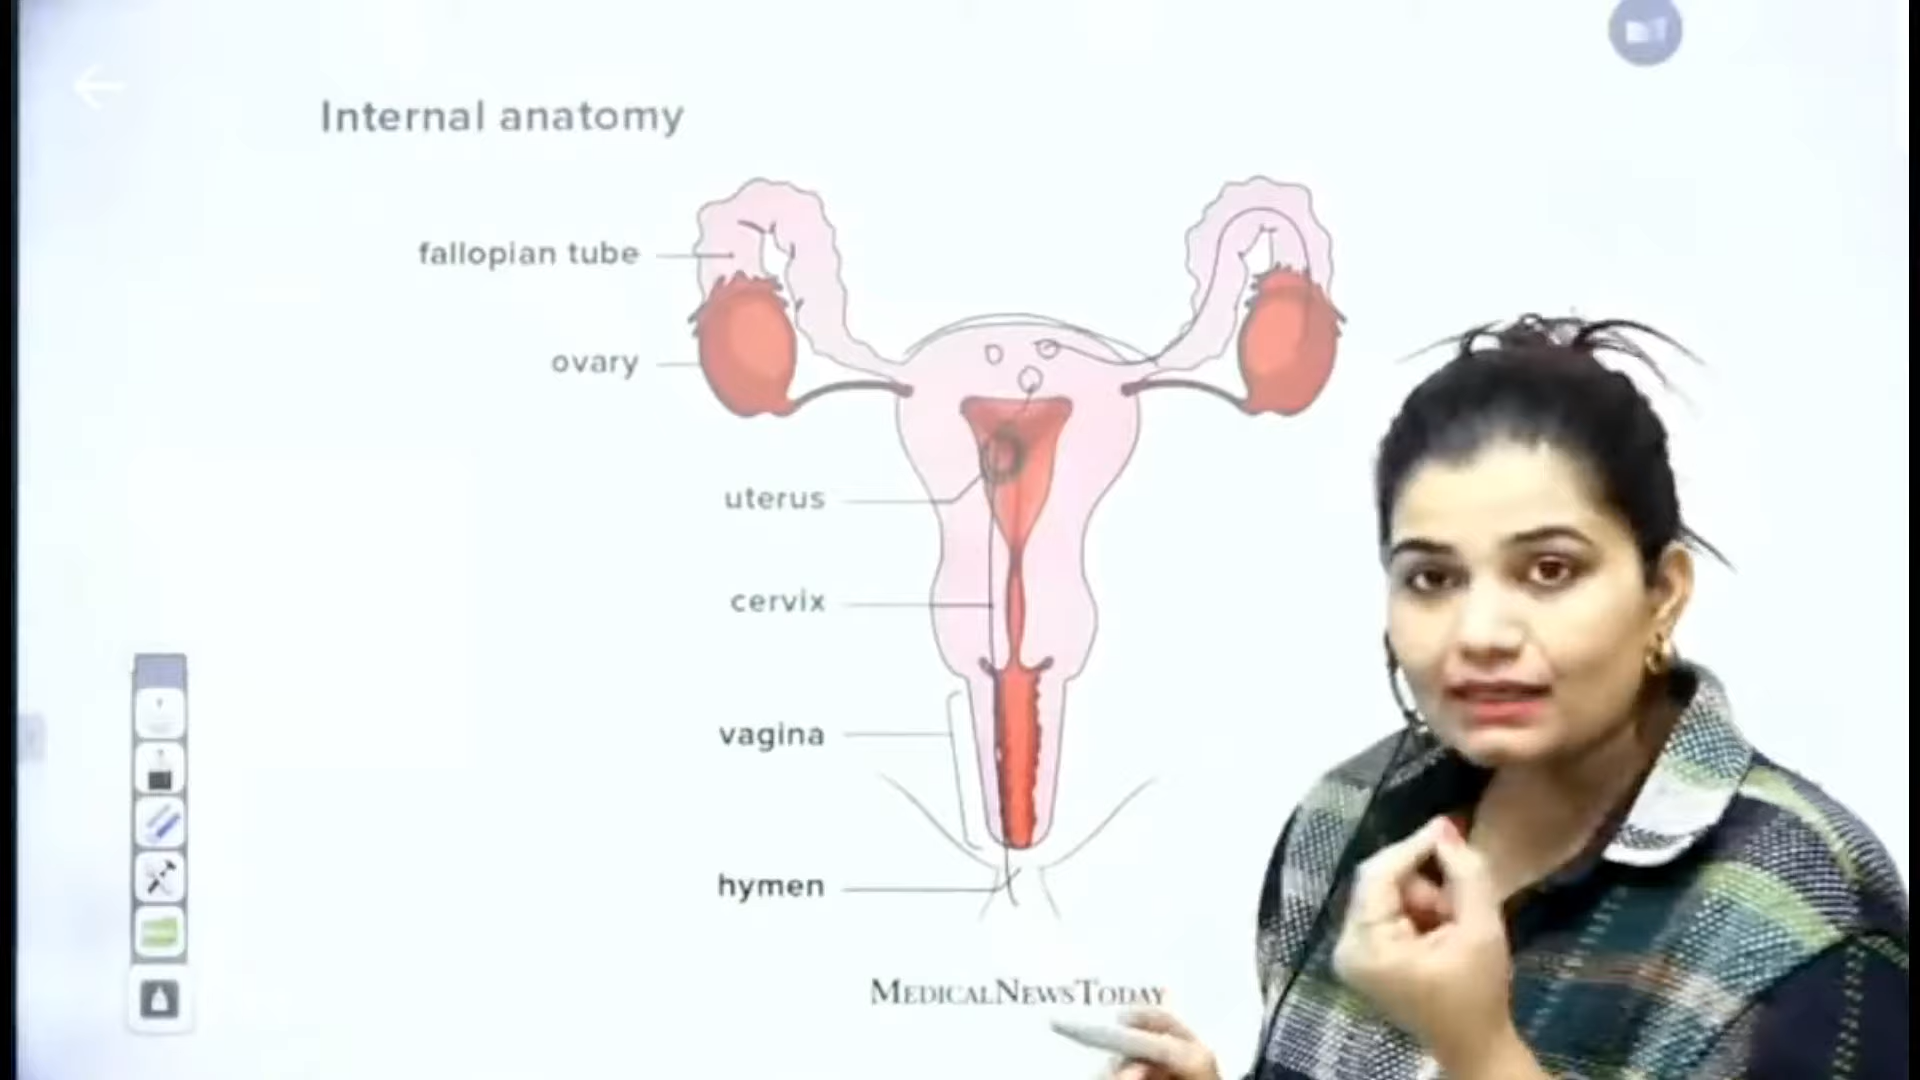 Internal anatomy
fallopian tube
ovary
uterus
cervix
vagina
hymen
MEDICALNEWSTODAY